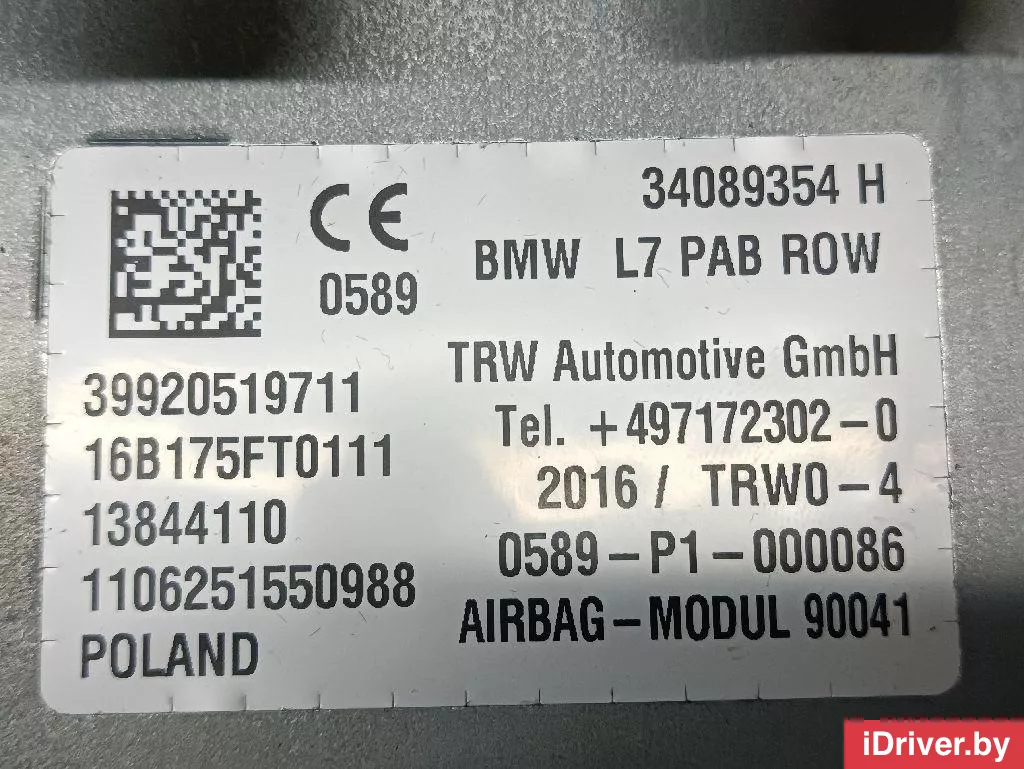 CE
0589
34089354 H
BMW L7 PAB ROW
TRW Automotive GmbH
Tel. +497172302-0
2016 / TRW0-4
0589-P1-000086
AIRBAG-MODUL 90041
39920519711
16B175FT0111
13844110
1106251550988
POLAND
iDriver.by